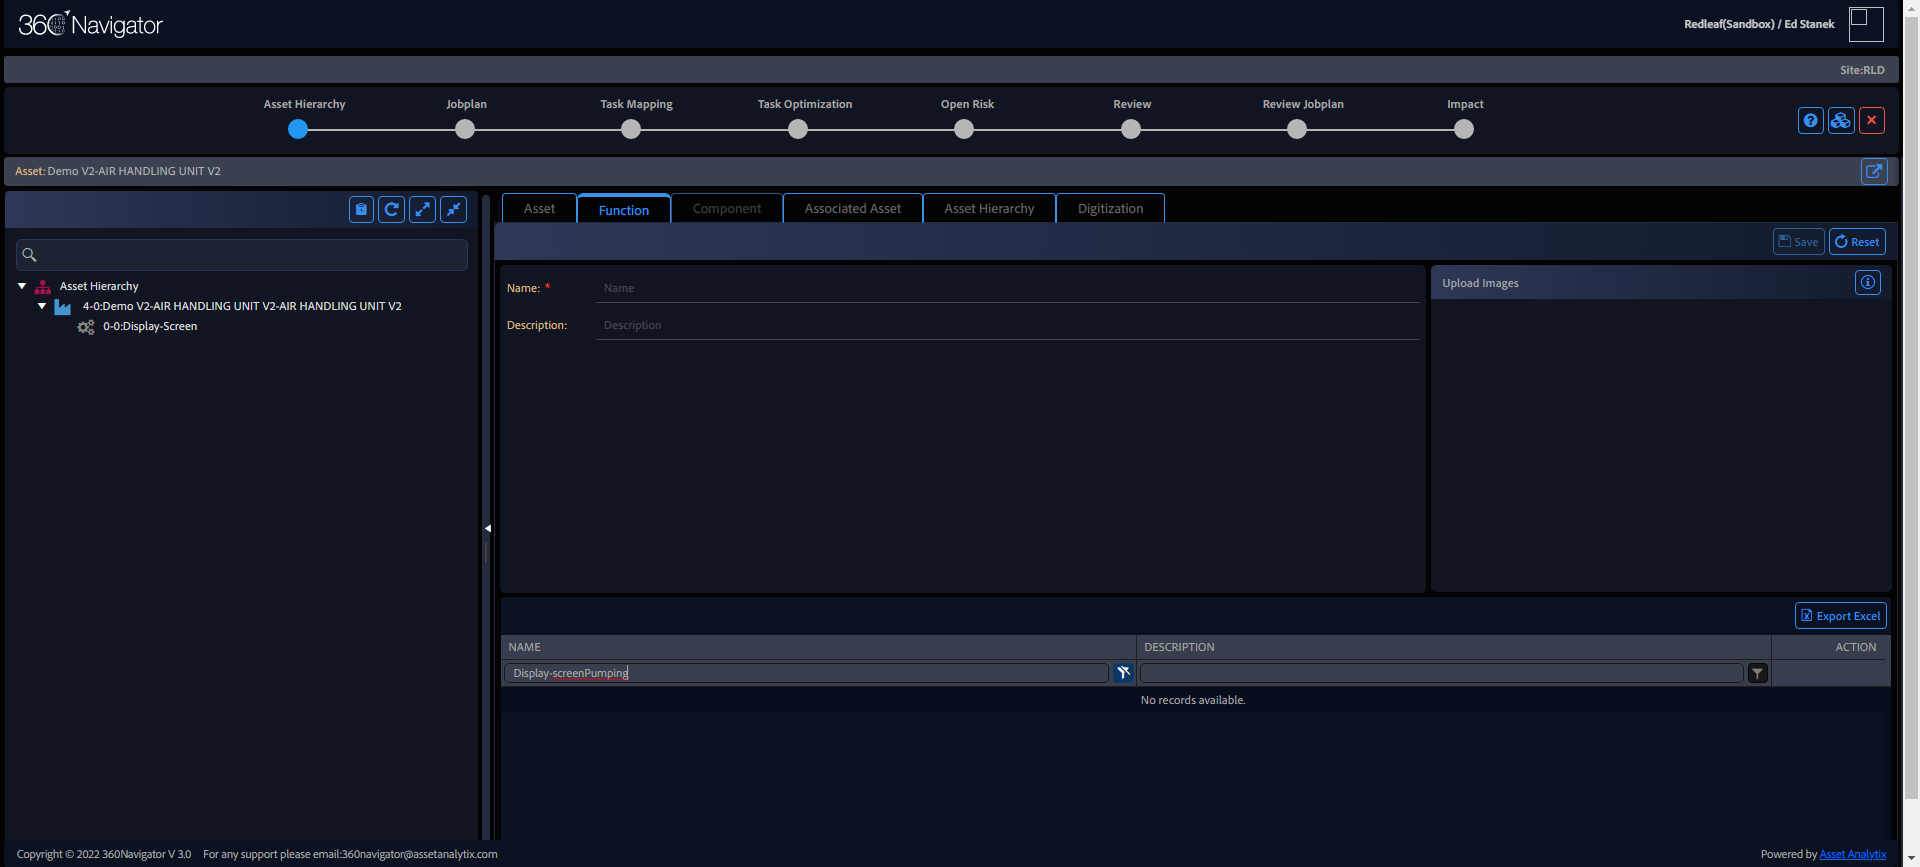 360 Navigator
Redleaf(Sandbox) / Ed Stanek
Site:RLD
Asset Hierarchy Jobplan Task Mapping Task Optimization Open Risk Review Review Jobplan Impact
Asset: Demo V2-AIR HANDLING UNIT V2
Asset Function Component Associated Asset Asset Hierarchy Digitization
Save Reset
Asset Hierarchy
4-0:Demo V2-AIR HANDLING UNIT V2-AIR HANDLING UNIT V2
0-0:Display-Screen
Name: * Name
Description: Description
Upload Images
Export Excel
NAME DESCRIPTION ACTION
Display-screenPumping
No records available.
Copyright © 2022 360Navigator V 3.0 For any support please email:360navigator@assetanalytix.com
Powered by Asset Analytix